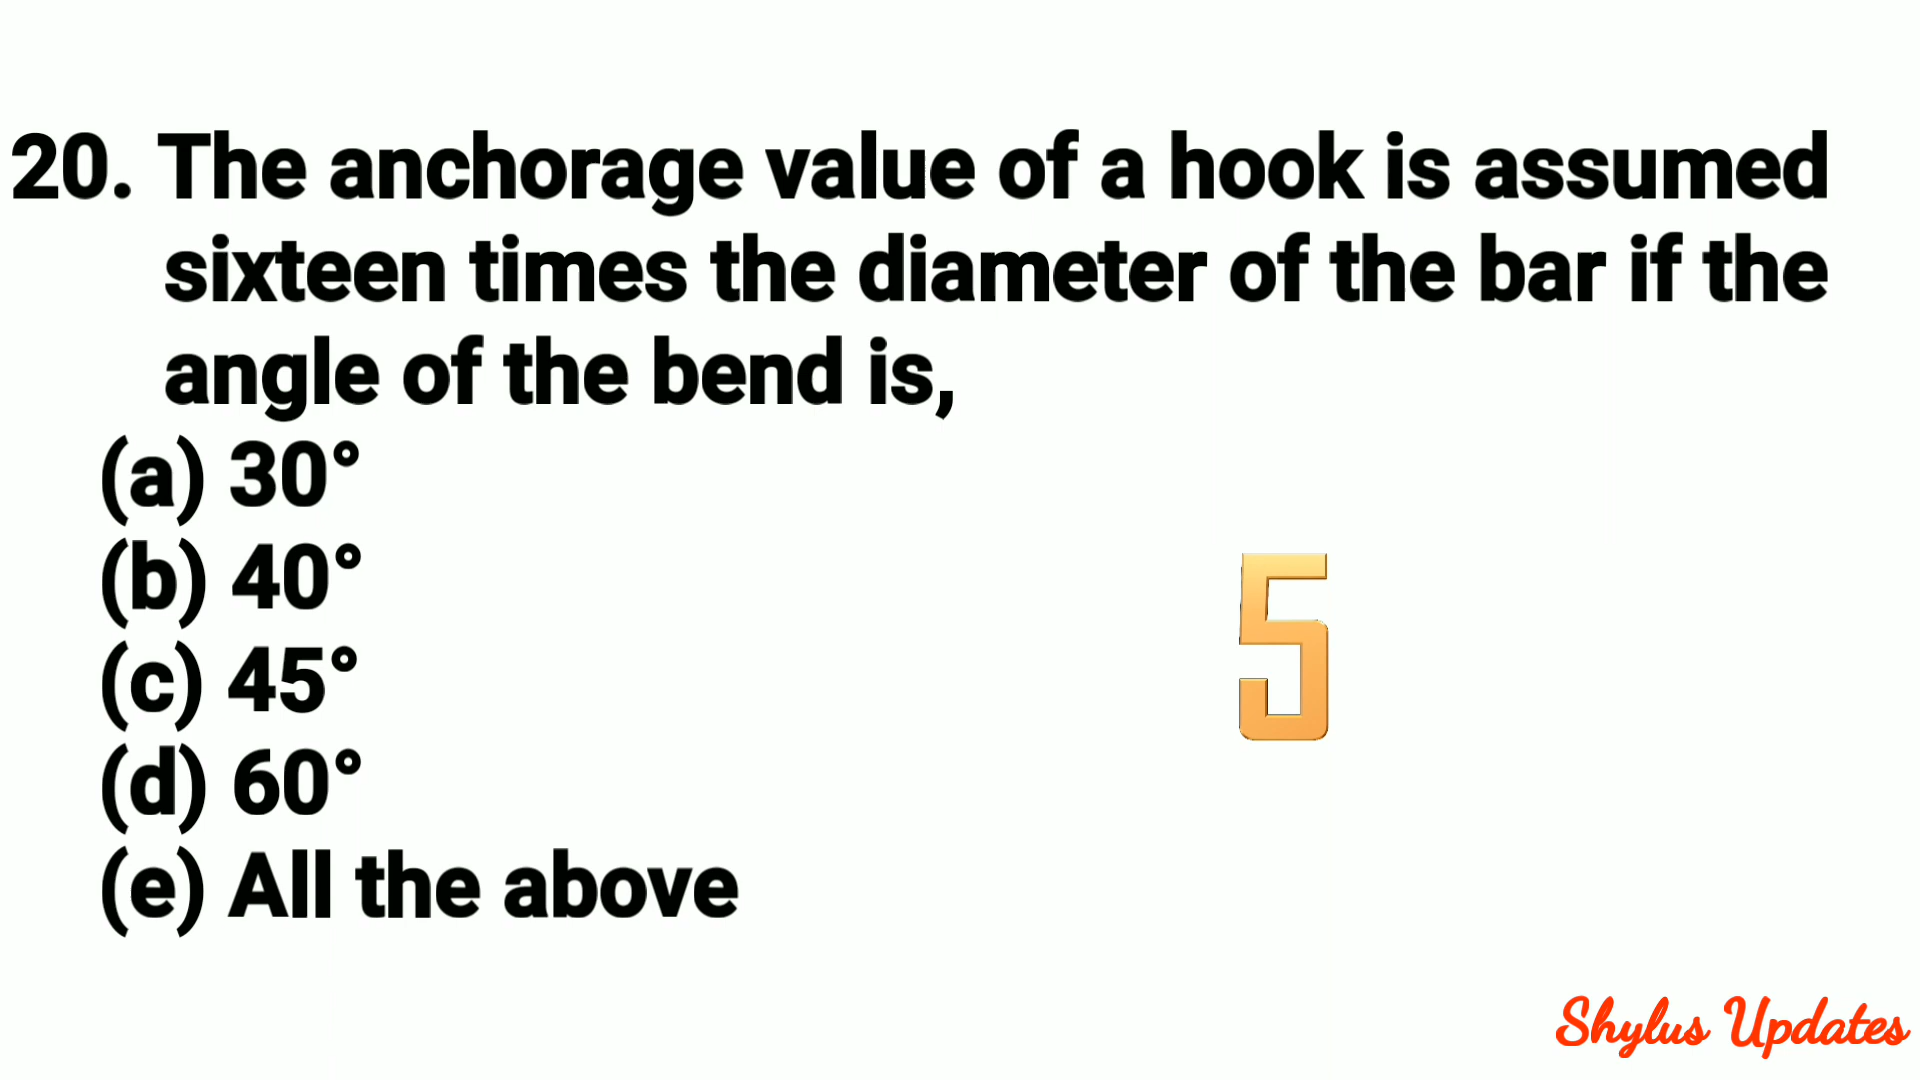 20. The anchorage value of a hook is assumed
sixteen times the diameter of the bar if the
angle of the bend is,
(a) 30°
(b) 40°
(c) 45°
(d) 60°
(e) All the above
5
Shylus Updates